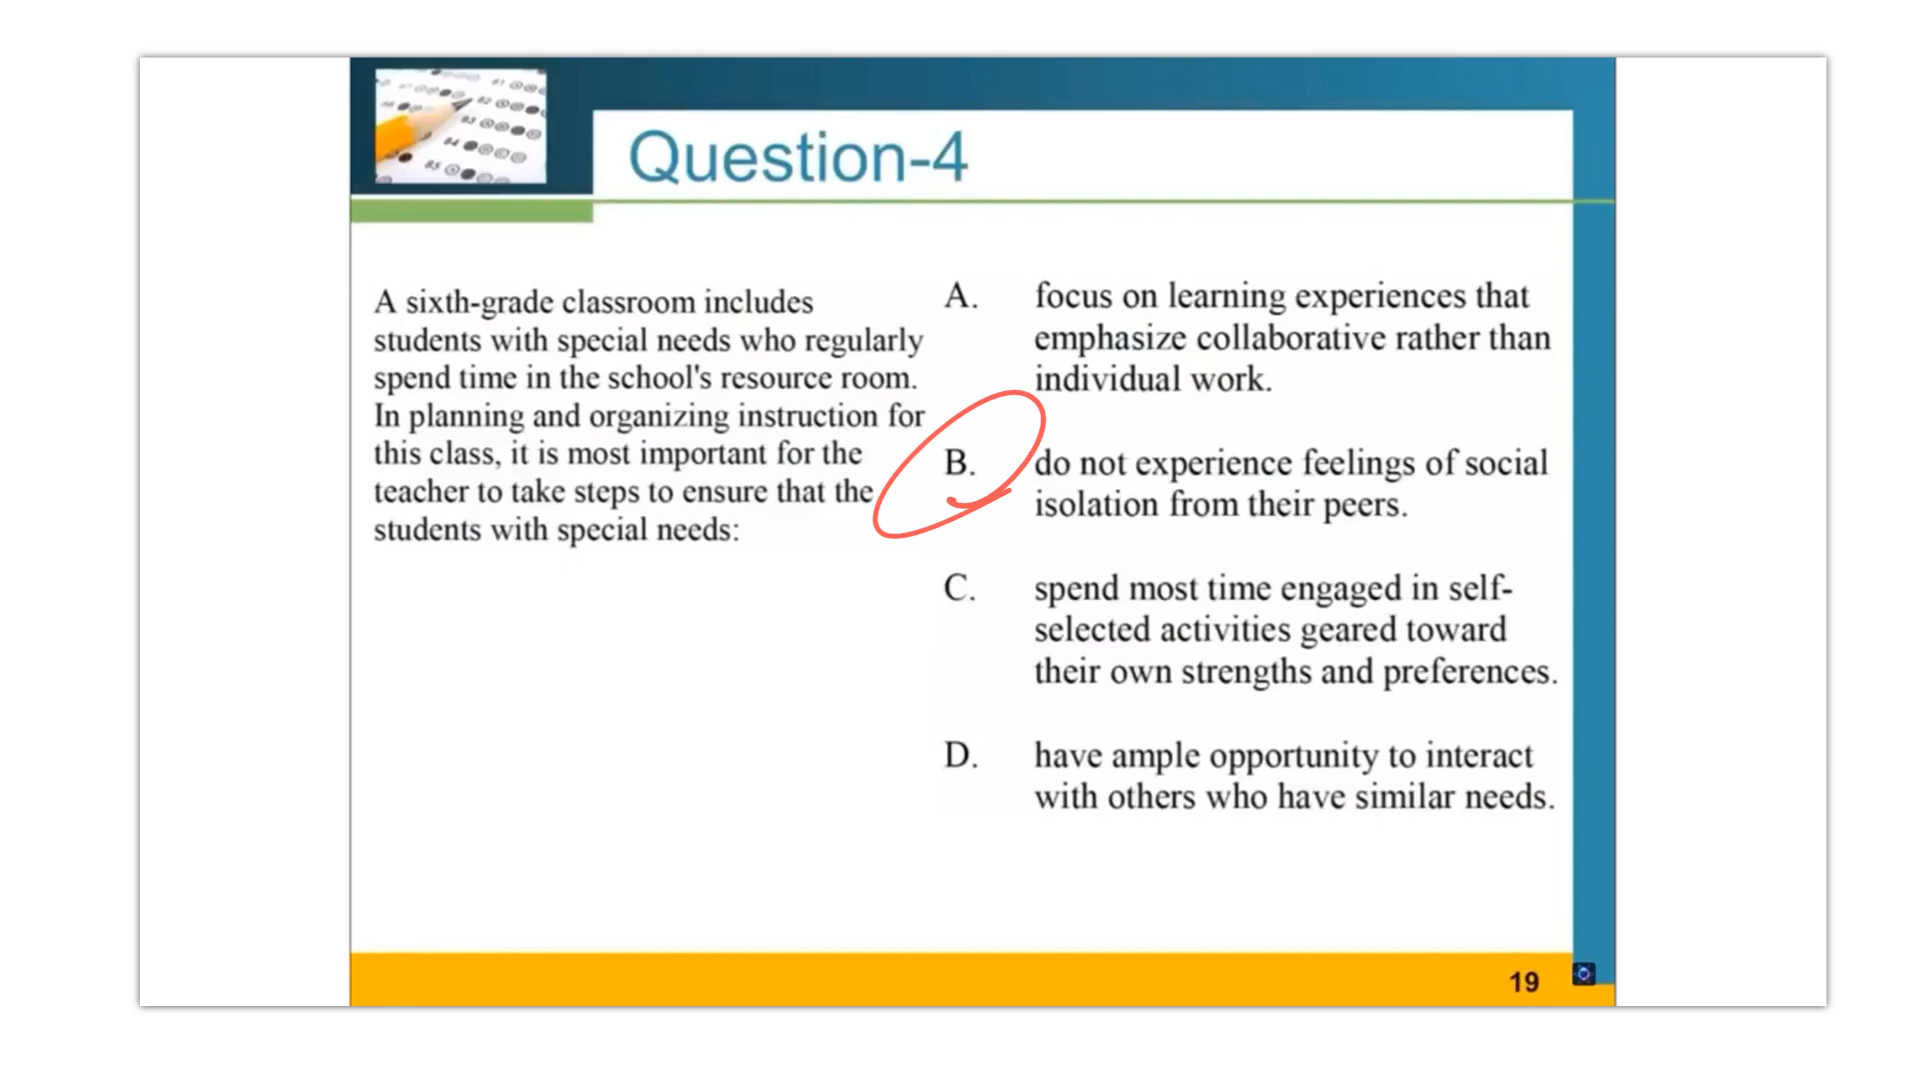 Question-4
A sixth-grade classroom includes
students with special needs who regularly
spend time in the school's resource room.
In planning and organizing instruction for
this class, it is most important for the
teacher to take steps to ensure that the
students with special needs:
A. focus on learning experiences that
emphasize collaborative rather than
individual work.
B. do not experience feelings of social
isolation from their peers.
C. spend most time engaged in self-
selected activities geared toward
their own strengths and preferences.
D. have ample opportunity to interact
with others who have similar needs.
19